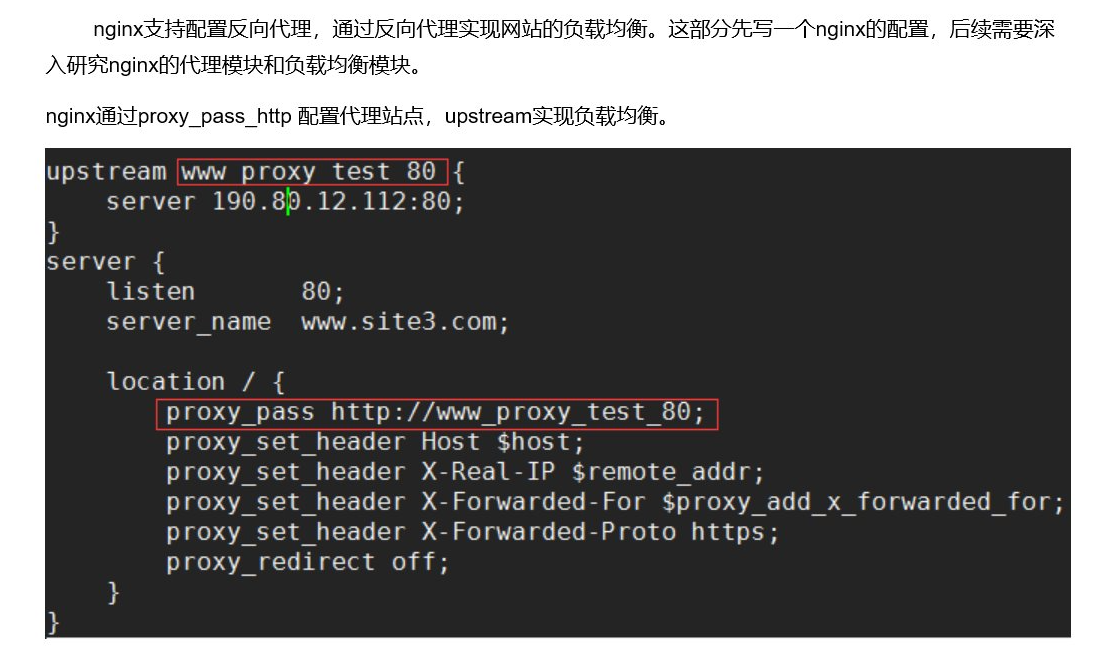 nginx支持配置反向代理，通过反向代理实现网站的负载均衡。这部分先写一个nginx的配置，后续需要深
入研究nginx的代理模块和负载均衡模块。
nginx通过proxy_pass_http 配置代理站点，upstream实现负载均衡。
upstream www_proxy_test_80 {
    server 190.80.12.112:80;
}
server {
    listen       80;
    server_name  www.site3.com;
    location / {
        proxy_pass http://www_proxy_test_80;
        proxy_set_header Host $host;
        proxy_set_header X-Real-IP $remote_addr;
        proxy_set_header X-Forwarded-For $proxy_add_x_forwarded_for;
        proxy_set_header X-Forwarded-Proto https;
        proxy_redirect off;
    }
}